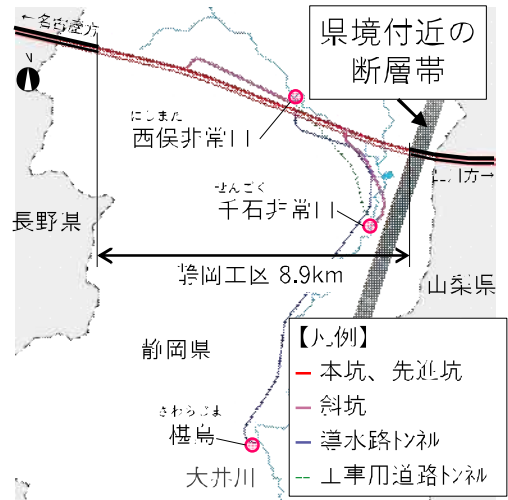 ←名古屋方
県境付近の
断層帯
N
にしまた
西俣非常口
品川方→
せんごく
千石非常口
長野県
静岡工区 8.9km
山梨県
静岡県
【凡例】
本坑、先進坑
斜坑
導水路トンネル
工事用道路トンネル
さわらじま
椹島
大井川